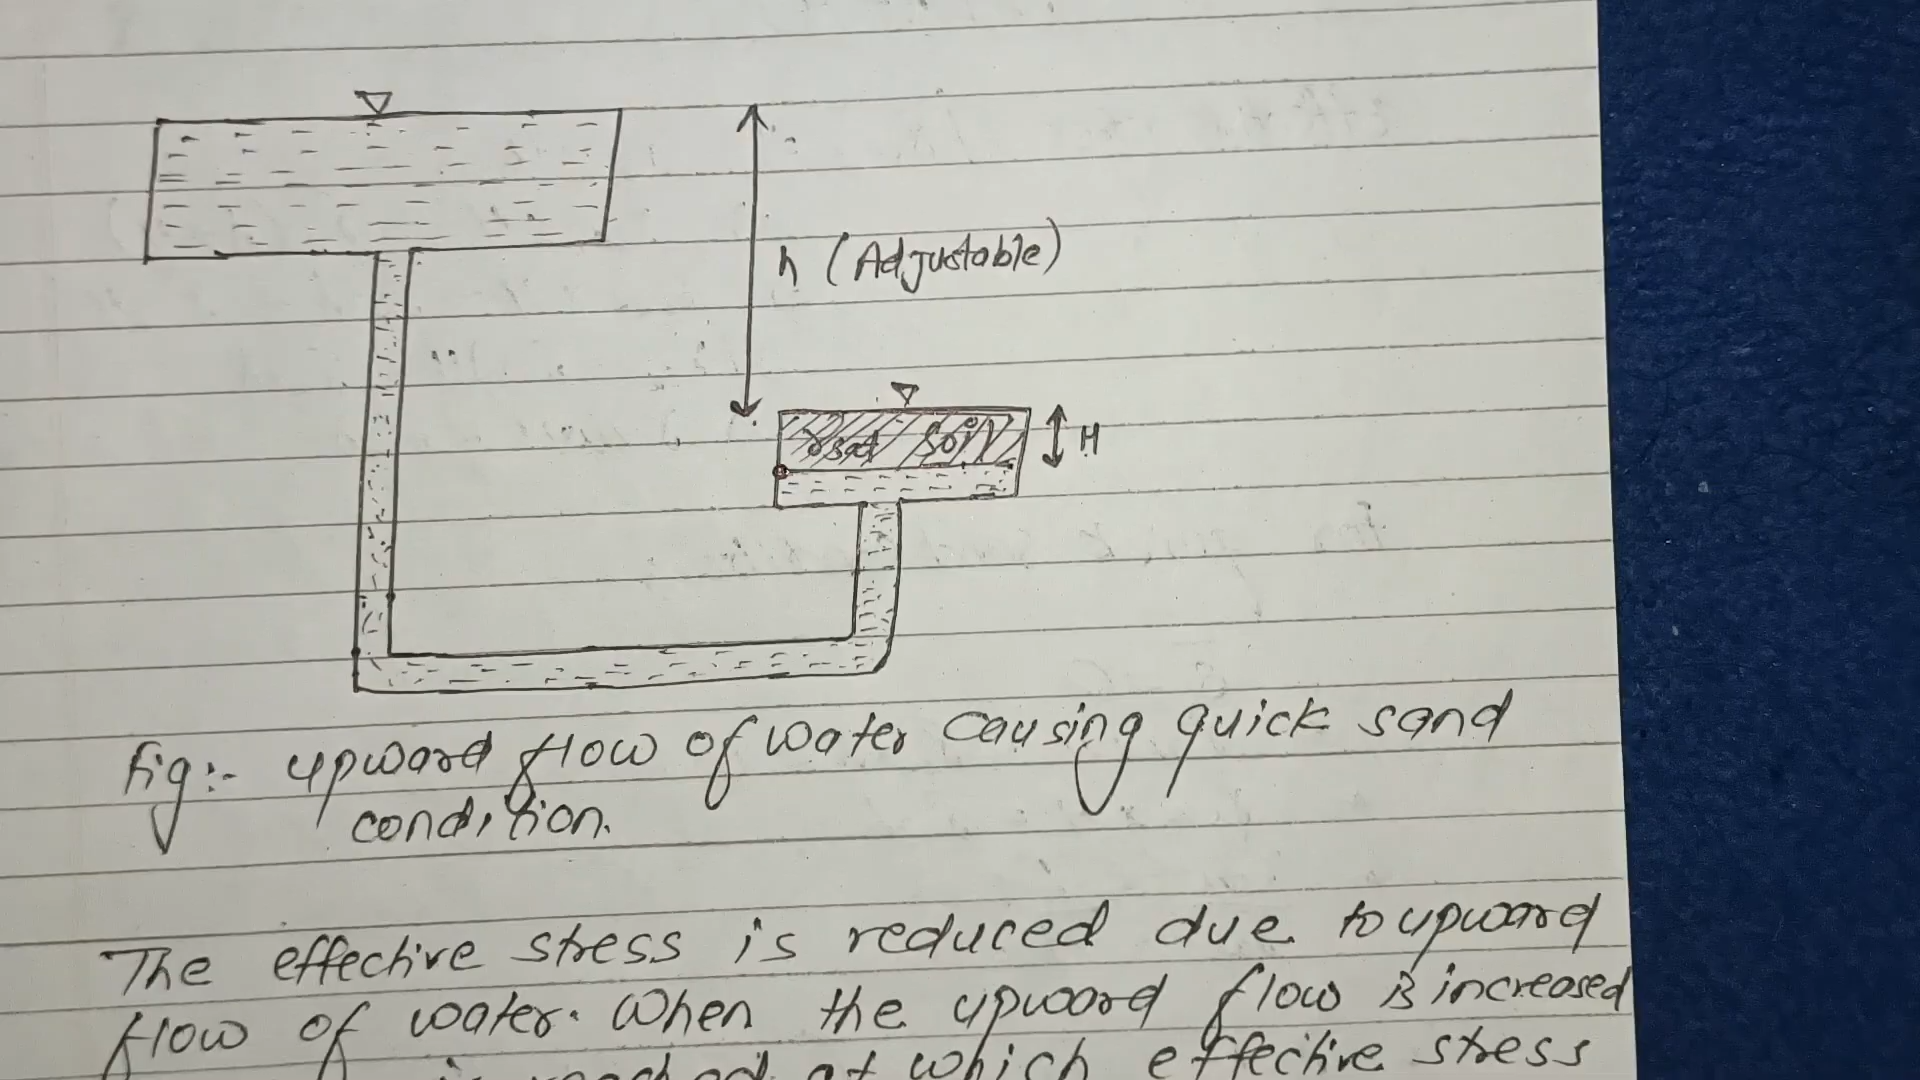 h (Adjustable)
γsat soil
H
Fig:- upward flow of water causing quick sand
condition.
The effective stress is reduced due to upward
flow of water. When the upward flow is increased
at which effective stress